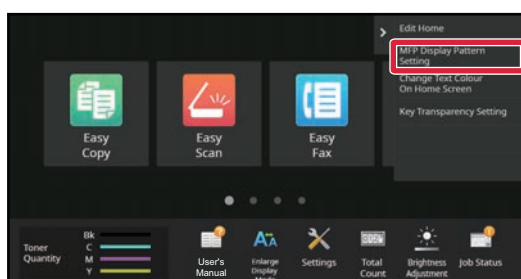 Edit Home
MFP Display Pattern
Setting
Change Text Colour
On Home Screen
Key Transparency Setting
Easy
Copy
Easy
Scan
Easy
Fax
Toner
Quantity
Bk
C
M
Y
User's
Manual
Enlarge
Display
Mode
Settings
Total
Count
Brightness
Adjustment
Job Status